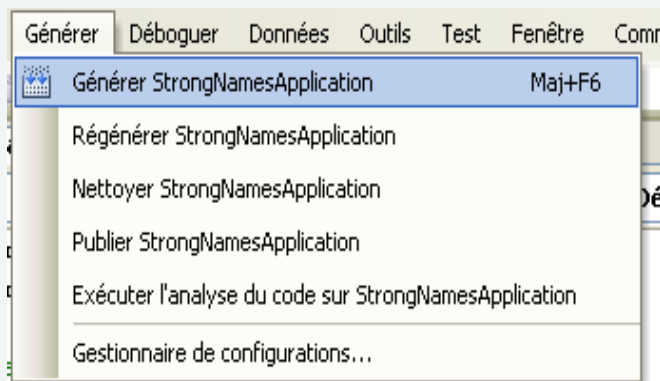 Générer Déboguer Données Outils Test Fenêtre
Générer StrongNamesApplication Maj+F6
Régénérer StrongNamesApplication
Nettoyer StrongNamesApplication
Publier StrongNamesApplication
Exécuter l'analyse du code sur StrongNamesApplication
Gestionnaire de configurations...